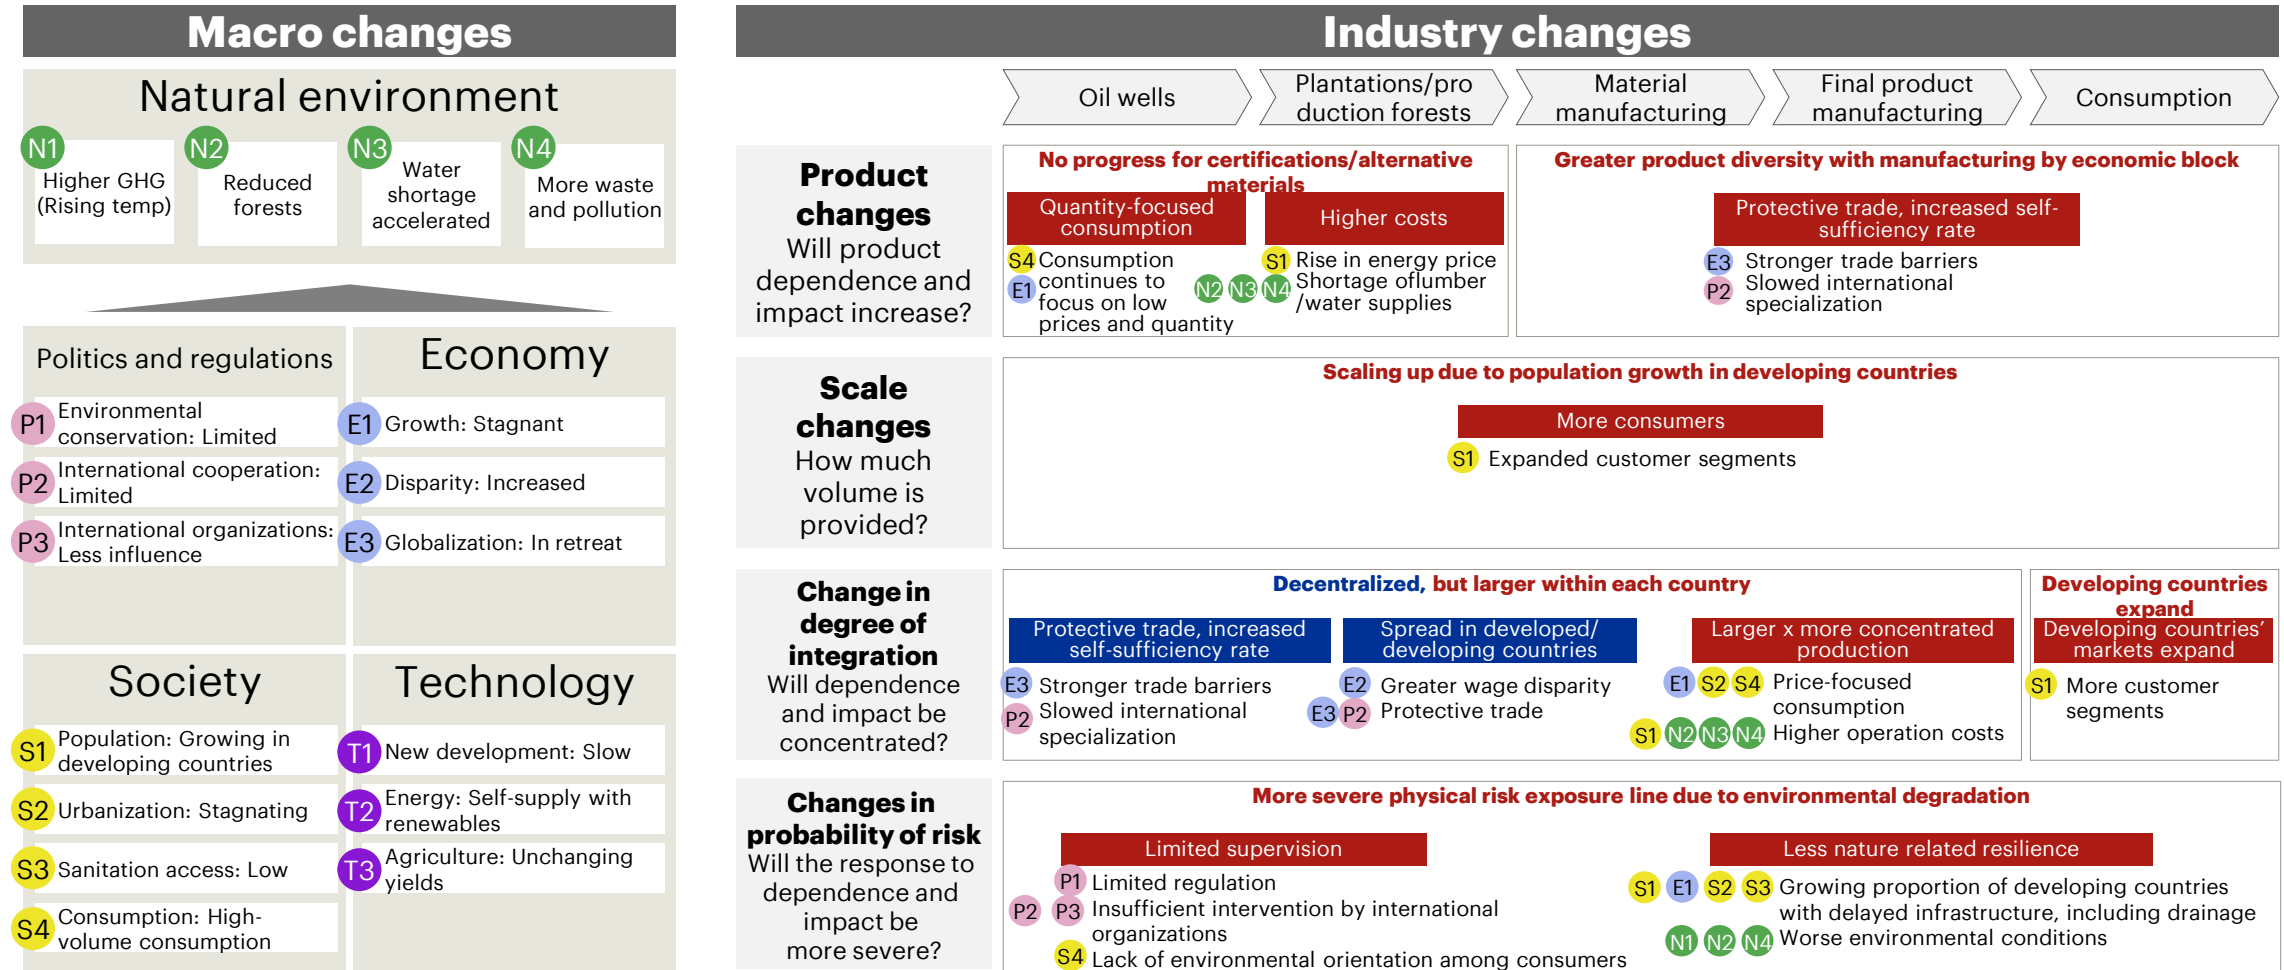 Macro changes
Natural environment
N1
Higher GHG
(Rising temp)
N2
Reduced
forests
N3
Water
shortage
accelerated
N4
More waste
and pollution
Politics and regulations
P1
Environmental
conservation: Limited
P2
International cooperation:
Limited
P3
International organizations:
Less influence
Economy
E1
Growth: Stagnant
E2
Disparity: Increased
E3
Globalization: In retreat
Society
S1
Population: Growing in
developing countries
S2
Urbanization: Stagnating
S3
Sanitation access: Low
S4
Consumption: High-
volume consumption
Technology
T1
New development: Slow
T2
Energy: Self-supply with
renewables
T3
Agriculture: Unchanging
yields
Industry changes
Oil wells
Plantations/pro
duction forests
Material
manufacturing
Final product
manufacturing
Consumption
Product
changes
Will product
dependence and
impact increase?
No progress for certifications/alternative
materials
Quantity-focused
consumption
S4 Consumption
E1 continues to
focus on low
prices and quantity
Higher costs
S1 Rise in energy price
N2 N3 N4 Shortage oflumber
/water supplies
Greater product diversity with manufacturing by economic block
Protective trade, increased self-
sufficiency rate
E3 Stronger trade barriers
P2 Slowed international
specialization
Scale
changes
How much
volume is
provided?
Scaling up due to population growth in developing countries
More consumers
S1 Expanded customer segments
Change in
degree of
integration
Will dependence
and impact be
concentrated?
Decentralized, but larger within each country
Protective trade, increased
self-sufficiency rate
E3 Stronger trade barriers
P2 Slowed international
specialization
Spread in developed/
developing countries
E2 Greater wage disparity
E3 P2 Protective trade
Larger x more concentrated
production
E1 S2 S4 Price-focused
consumption
S1 N2 N3 N4 Higher operation costs
Developing countries
expand
Developing countries’
markets expand
S1 More customer
segments
Changes in
probability of risk
Will the response to
dependence and
impact be
more severe?
More severe physical risk exposure line due to environmental degradation
Limited supervision
P1 Limited regulation
P2 P3 Insufficient intervention by international
organizations
S4 Lack of environmental orientation among consumers
Less nature related resilience
S1 E1 S2 S3 Growing proportion of developing countries
with delayed infrastructure, including drainage
N1 N2 N4 Worse environmental conditions